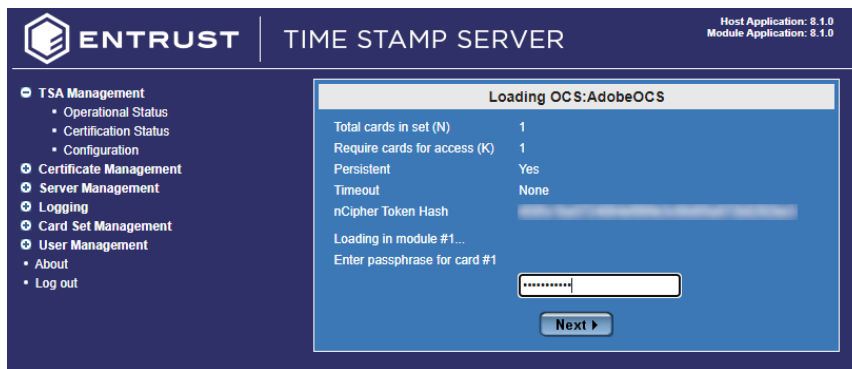 ENTRUST
TIME STAMP SERVER
Host Application: 8.1.0
Module Application: 8.1.0
TSA Management
Operational Status
Certification Status
Configuration
Certificate Management
Server Management
Logging
Card Set Management
User Management
About
Log out
Loading OCS:AdobeOCS
Total cards in set (N) 1
Require cards for access (K) 1
Persistent Yes
Timeout None
nCipher Token Hash
Loading in module #1...
Enter passphrase for card #1
Next